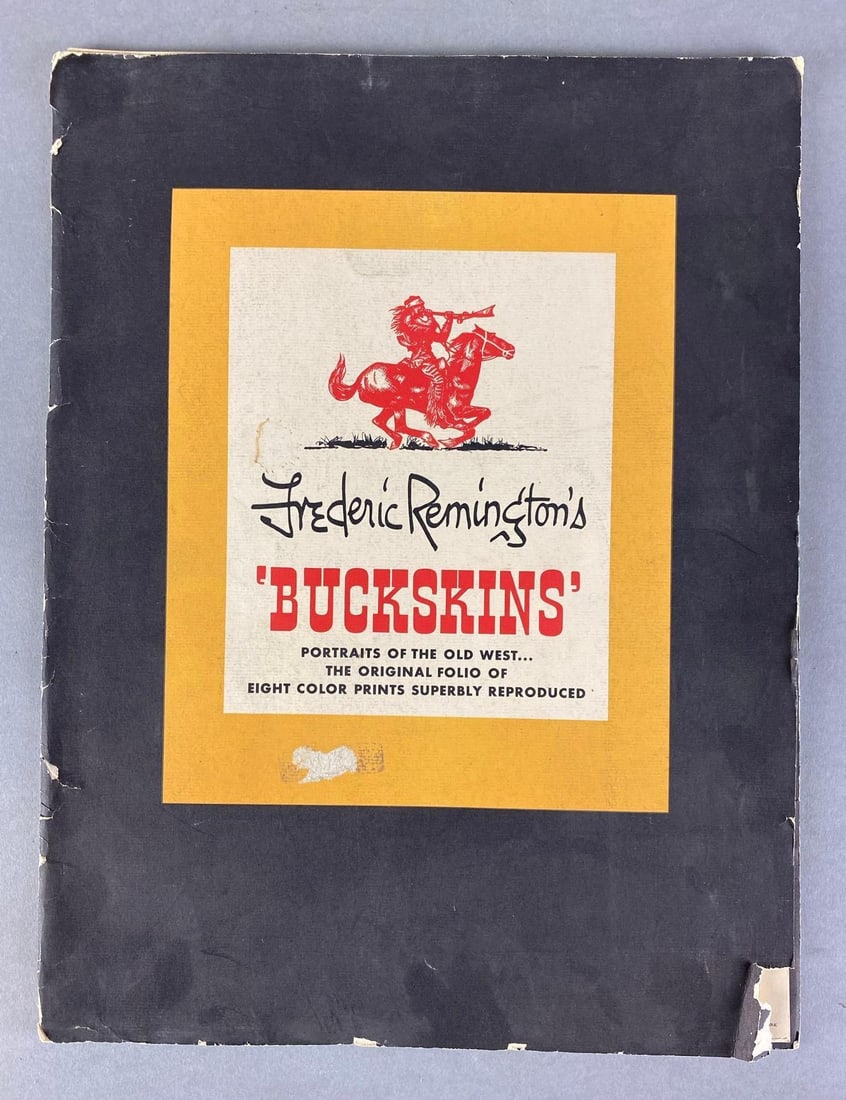 Frederic Remington's
'BUCKSKINS'
PORTRAITS OF THE OLD WEST...
THE ORIGINAL FOLIO OF
EIGHT COLOR PRINTS SUPERBLY REPRODUCED